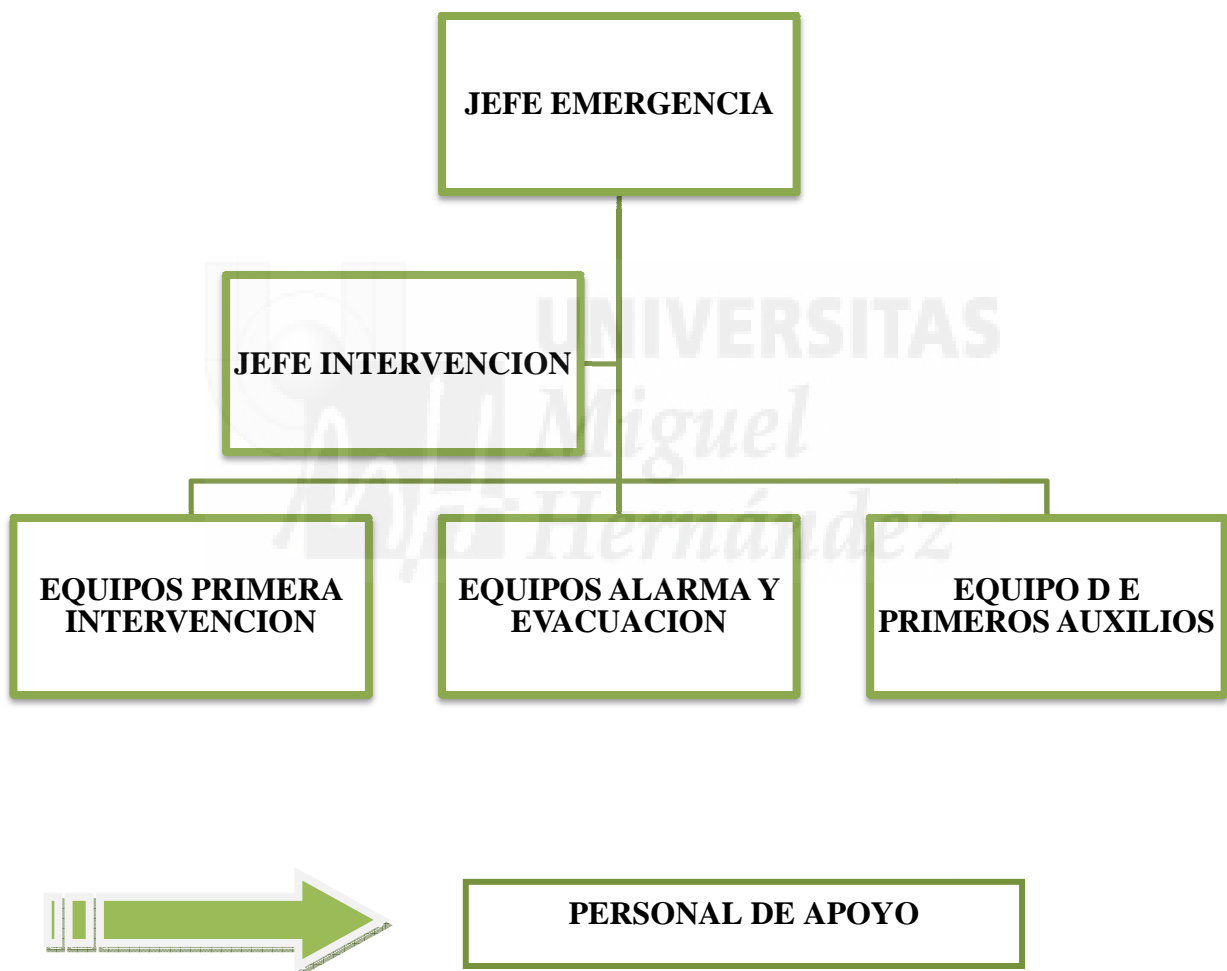 JEFE EMERGENCIA
UNIVERSITAS
JEFE INTERVENCION
Miguel
Hernández
EQUIPOS PRIMERA
INTERVENCION
EQUIPOS ALARMA Y
EVACUACION
EQUIPO D E
PRIMEROS AUXILIOS
PERSONAL DE APOYO